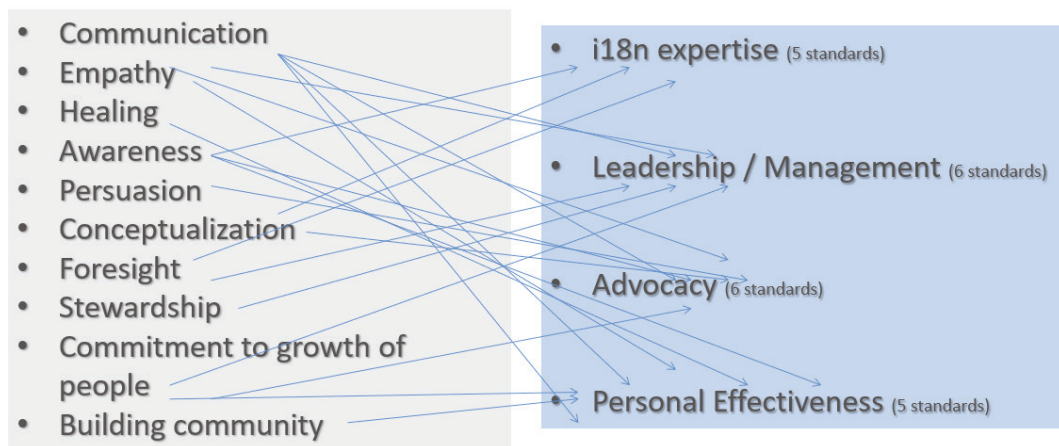 • Communication
• Empathy
• Healing
• Awareness
• Persuasion
• Conceptualization
• Foresight
• Stewardship
• Commitment to growth of
people
• Building community
• i18n expertise (5 standards)
• Leadership / Management (6 standards)
• Advocacy (6 standards)
• Personal Effectiveness (5 standards)